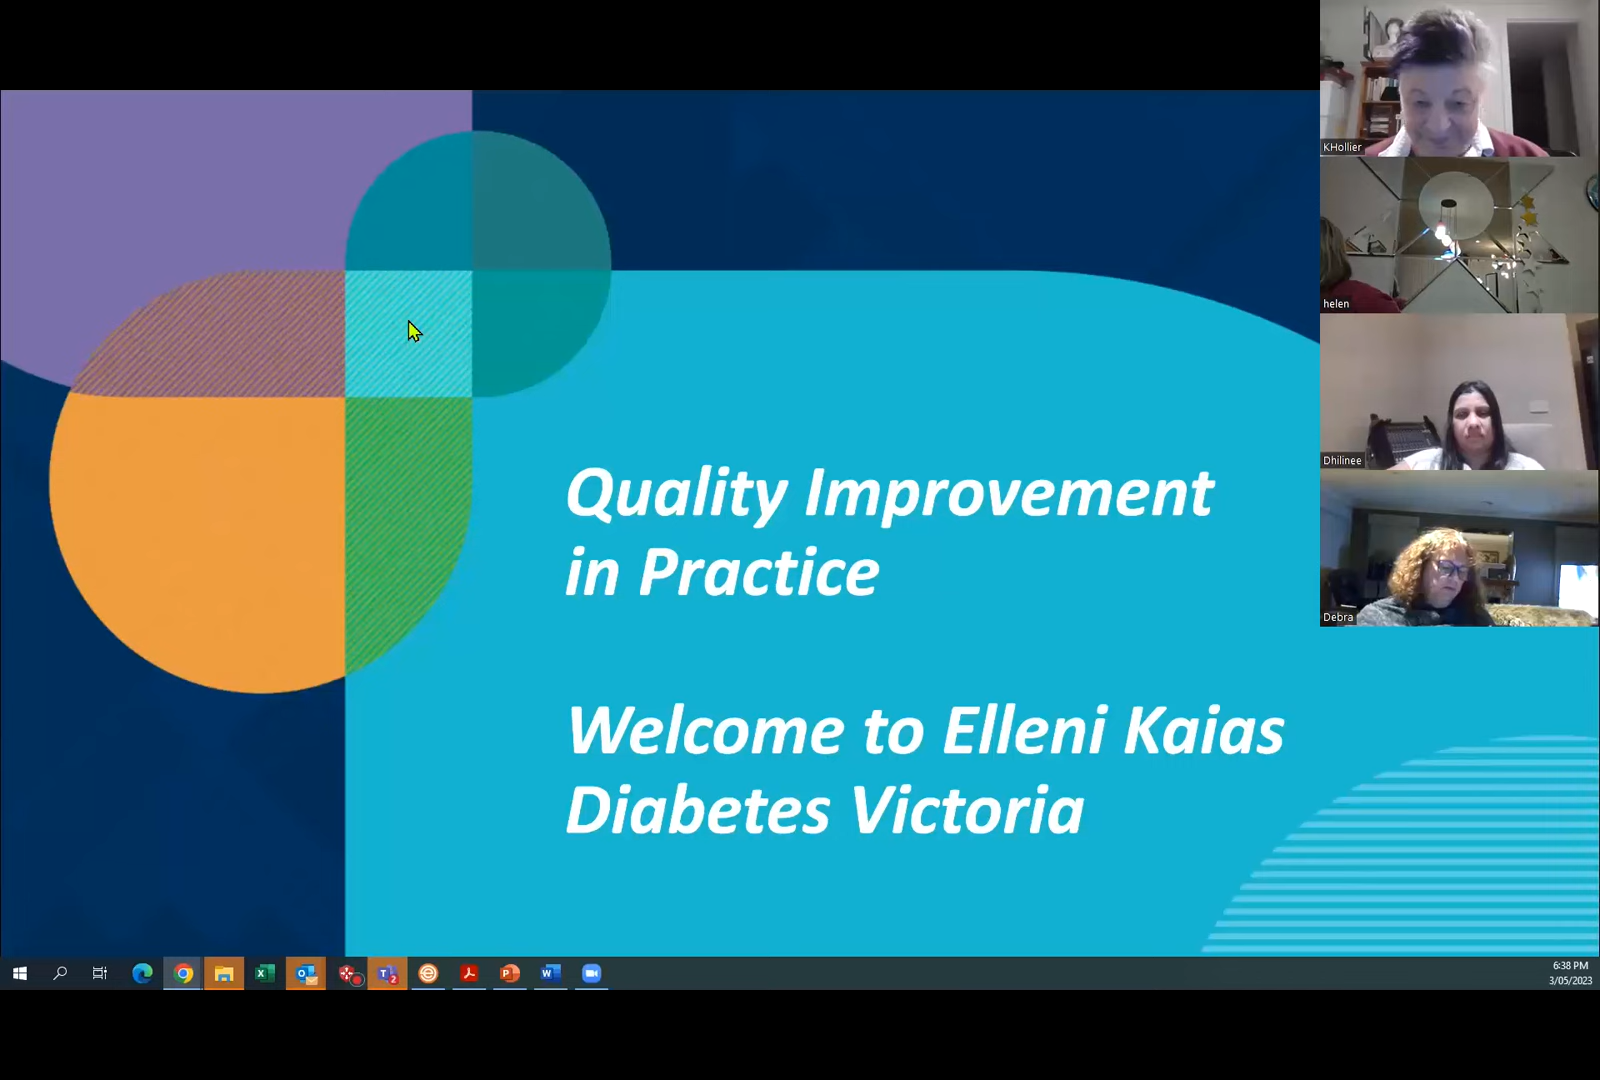 KHollier
helen
Dhilinee
Debra
Quality Improvement
in Practice
Welcome to Elleni Kaias
Diabetes Victoria
6:38 PM
3/05/2023